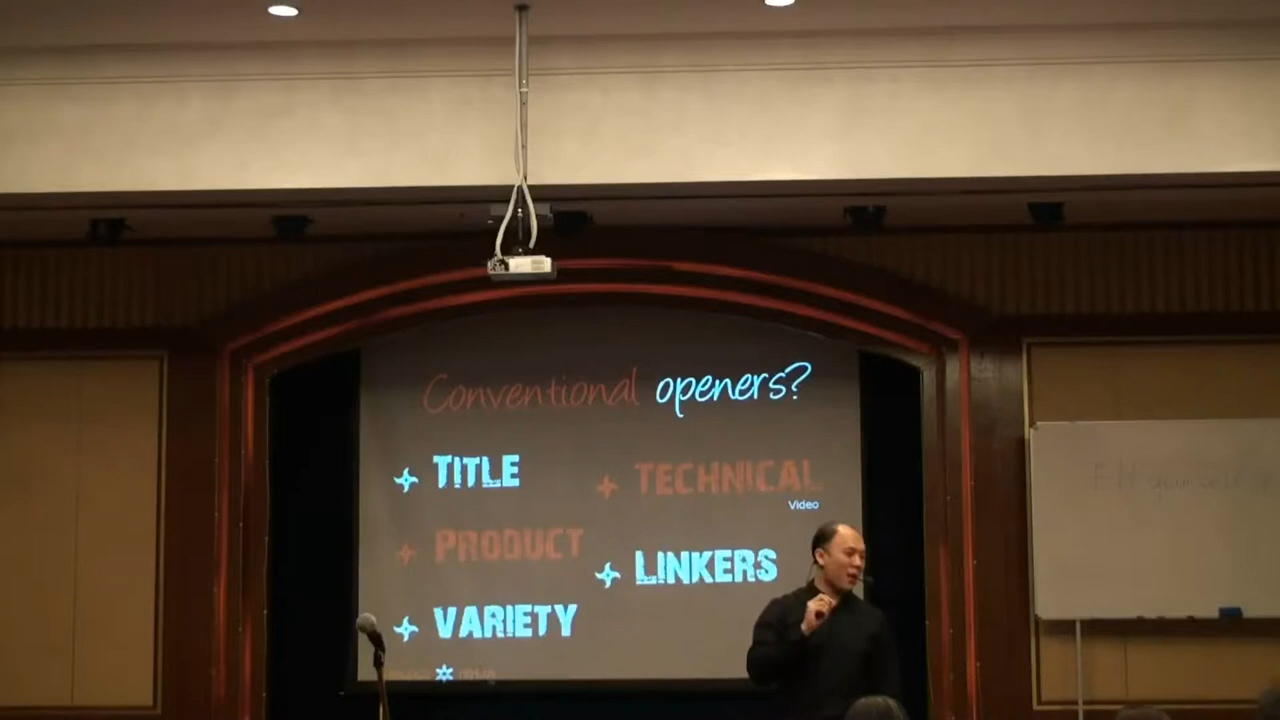 Conventional openers?
TITLE
TECHNICAL
Video
PRODUCT
LINKERS
VARIETY